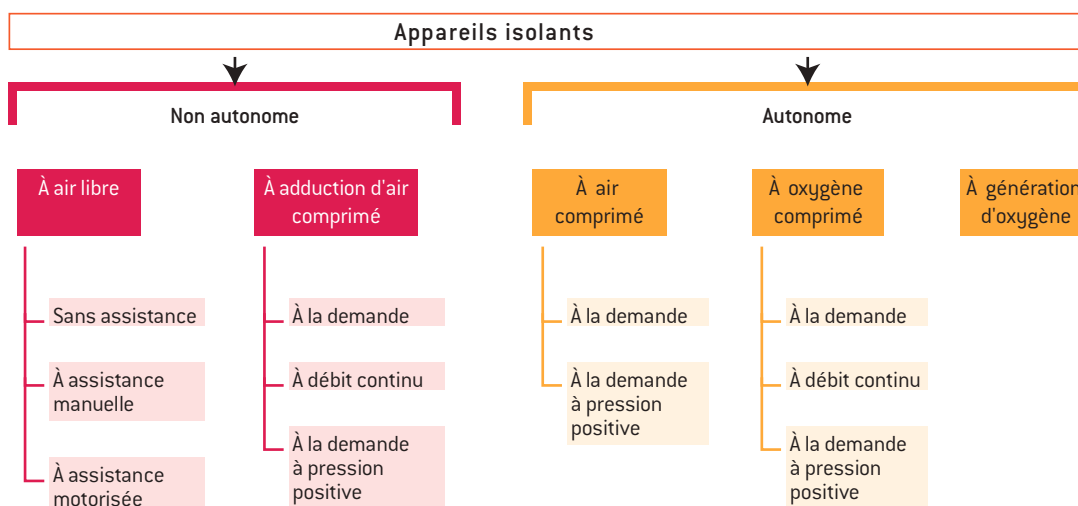 Appareils isolants
Non autonome
Autonome
À air libre
À adduction d'air
comprimé
À air
comprimé
À oxygène
comprimé
À génération
d'oxygène
Sans assistance
À assistance
manuelle
À assistance
motorisée
À la demande
À débit continu
À la demande
à pression
positive
À la demande
À la demande
à pression
positive
À la demande
À débit continu
À la demande
à pression
positive